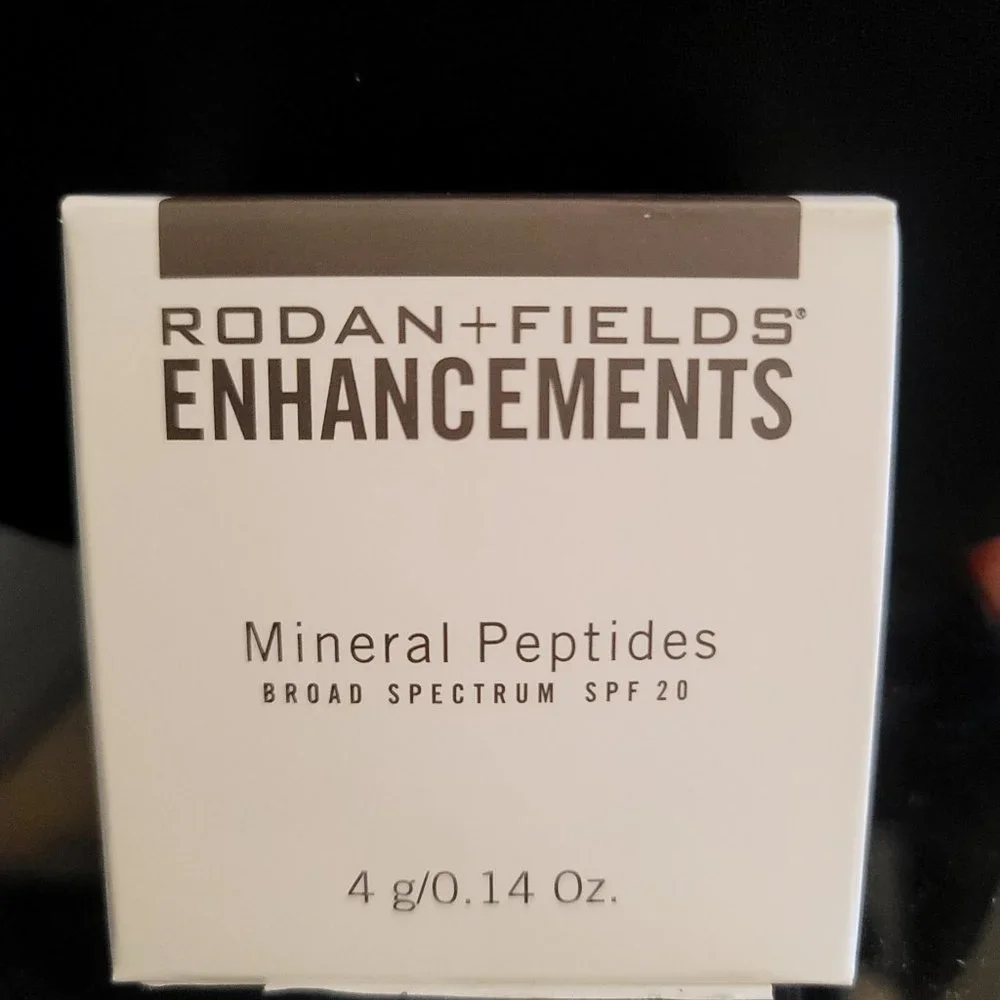 RODAN+FIELDS®
ENHANCEMENTS
Mineral Peptides
BROAD SPECTRUM SPF 20
4 g/0.14 Oz.